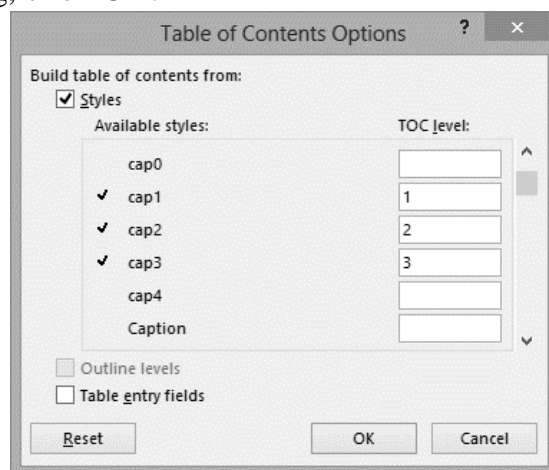 Table of Contents Options ? ×
Build table of contents from:
Styles
Available styles: TOC level:
cap0
cap1 1
cap2 2
cap3 3
cap4
Caption
Outline levels
Table entry fields
Reset OK Cancel